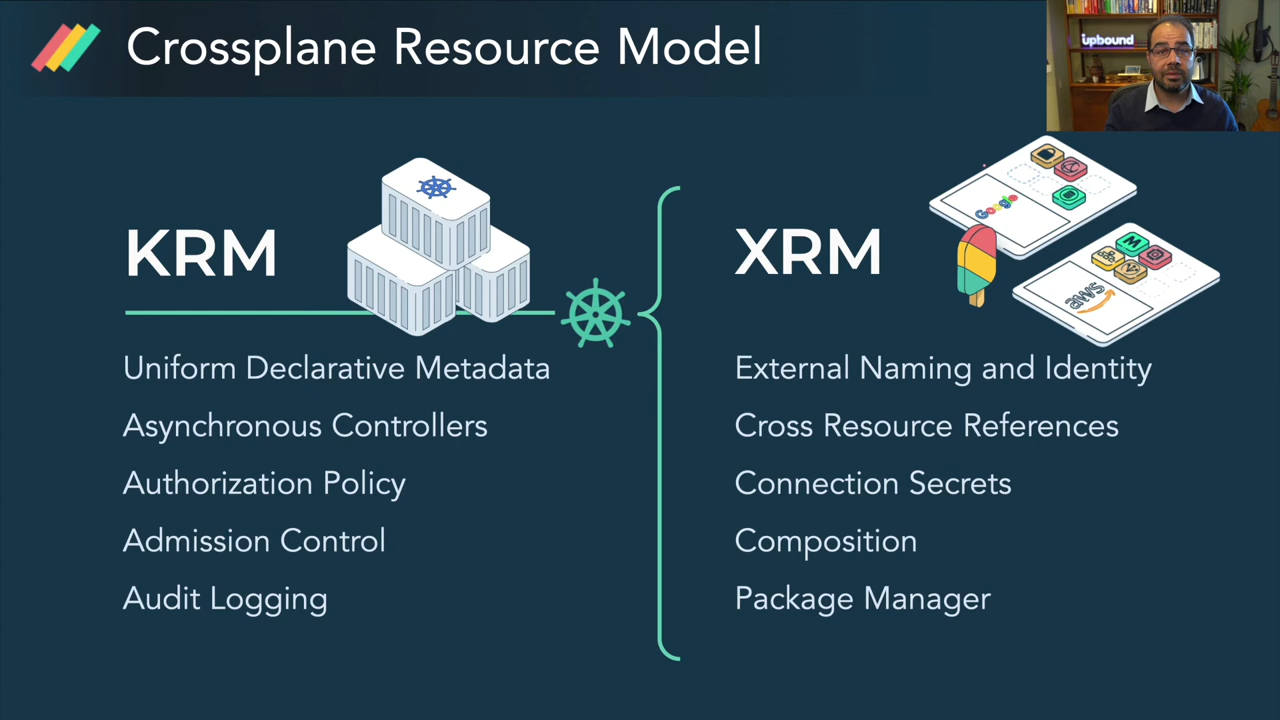 Crossplane Resource Model
upbound
KRM
Uniform Declarative Metadata
Asynchronous Controllers
Authorization Policy
Admission Control
Audit Logging
XRM
Google
aws
External Naming and Identity
Cross Resource References
Connection Secrets
Composition
Package Manager